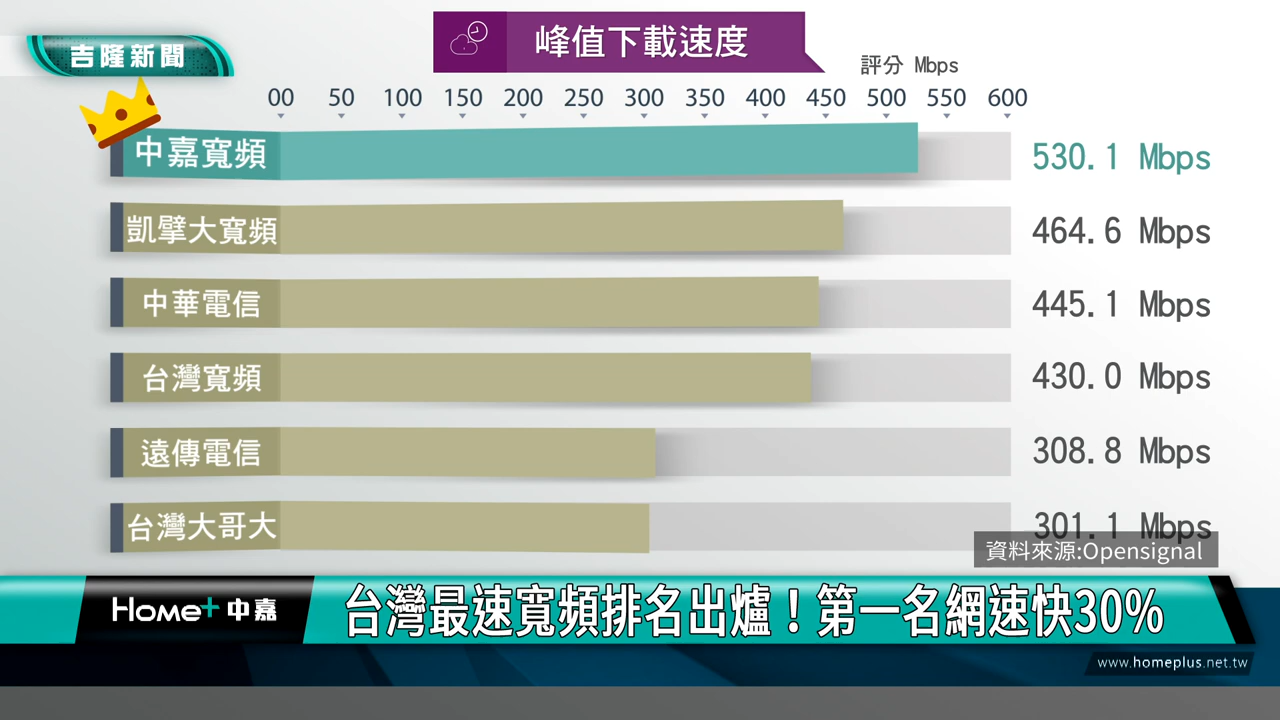 吉隆新聞
峰值下載速度
評分 Mbps
00 50 100 150 200 250 300 350 400 450 500 550 600
中嘉寬頻 530.1 Mbps
凱擘大寬頻 464.6 Mbps
中華電信 445.1 Mbps
台灣寬頻 430.0 Mbps
遠傳電信 308.8 Mbps
台灣大哥大 301.1 Mbps
資料來源:Opensignal
Home+中嘉
台灣最速寬頻排名出爐！第一名網速快30%
www.homeplus.net.tw